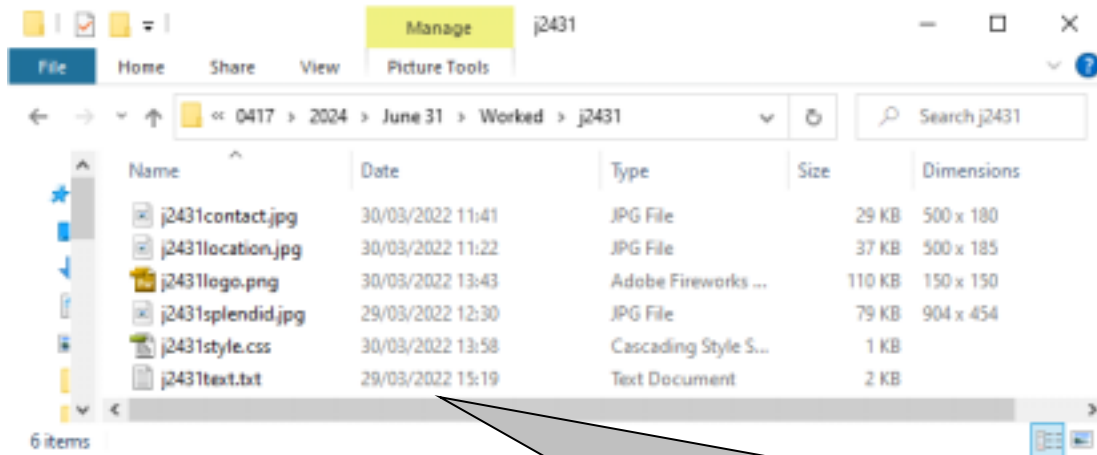 Manage j2431
File Home Share View Picture Tools
« 0417 > 2024 > June 31 > Worked > j2431 Search j2431
Name Date Type Size Dimensions
j2431contact.jpg 30/03/2022 11:41 JPG File 29 KB 500 x 180
j2431location.jpg 30/03/2022 11:22 JPG File 37 KB 500 x 185
j2431logo.png 30/03/2022 13:43 Adobe Fireworks ... 110 KB 150 x 150
j2431splendid.jpg 29/03/2022 12:30 JPG File 79 KB 904 x 454
j2431style.css 30/03/2022 13:58 Cascading Style S... 1 KB
j2431text.txt 29/03/2022 15:19 Text Document 2 KB
6 items